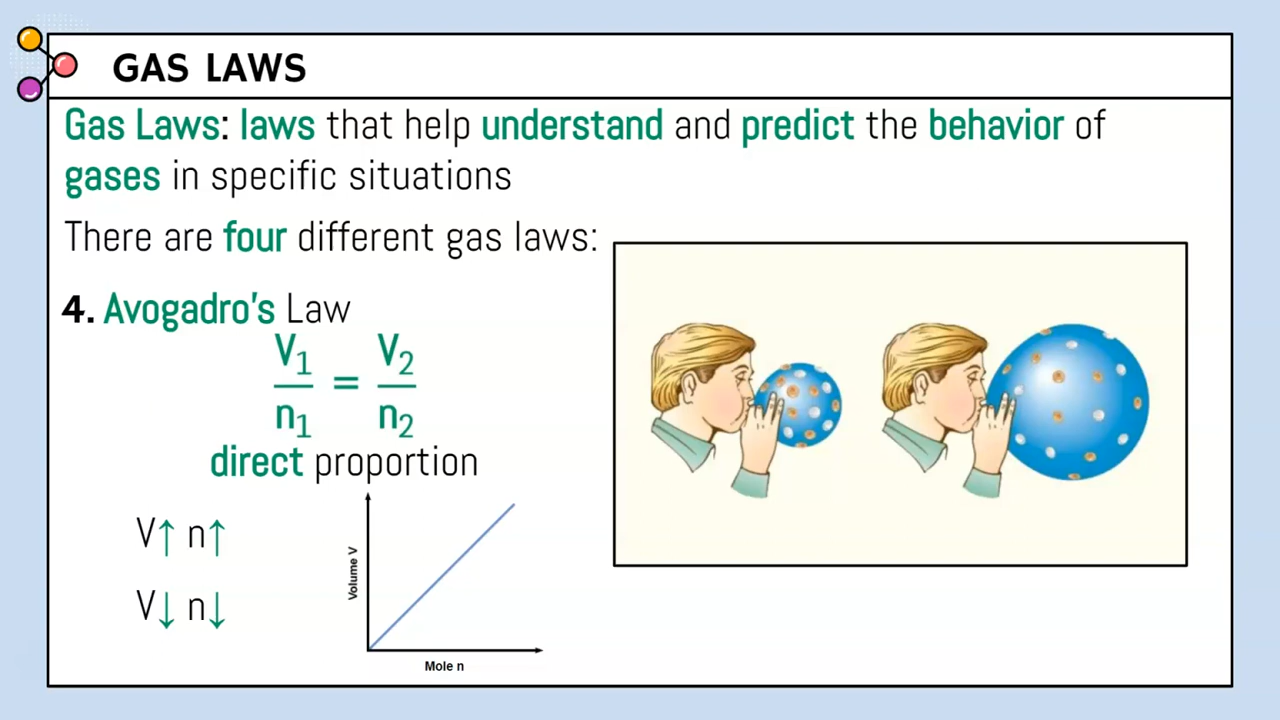 GAS LAWS
Gas Laws: laws that help understand and predict the behavior of
gases in specific situations
There are four different gas laws:
4. Avogadro's Law
V₁/n₁ = V₂/n₂
direct proportion
V↑ n↑
V↓ n↓
Volume V
Mole n